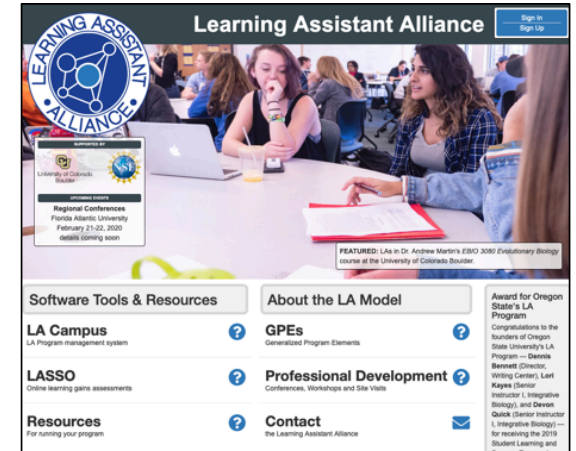 LEARNING ASSISTANT
ALLIANCE
Learning Assistant Alliance
Sign In
Sign Up
SUPPORTED BY
University of Colorado
Boulder
NSF
UPCOMING EVENTS
Regional Conferences
Florida Atlantic University
February 21-22, 2020
details coming soon
FEATURED: LAs in Dr. Andrew Martin's EBIO 3080 Evolutionary Biology
course at the University of Colorado Boulder.
Software Tools & Resources
LA Campus
LA Program management system
?
LASSO
Online learning gains assessments
?
Resources
For running your program
?
About the LA Model
GPEs
Generalized Program Elements
?
Professional Development
Conferences, Workshops and Site Visits
?
Contact
the Learning Assistant Alliance
Award for Oregon
State's LA
Program
Congratulations to the
founders of Oregon
State University's LA
Program — Dennis
Bennett (Director,
Writing Center), Lori
Kayes (Senior
Instructor I, Integrative
Biology), and Devon
Quick (Senior Instructor
I, Integrative Biology) —
for receiving the 2019
Student Learning and